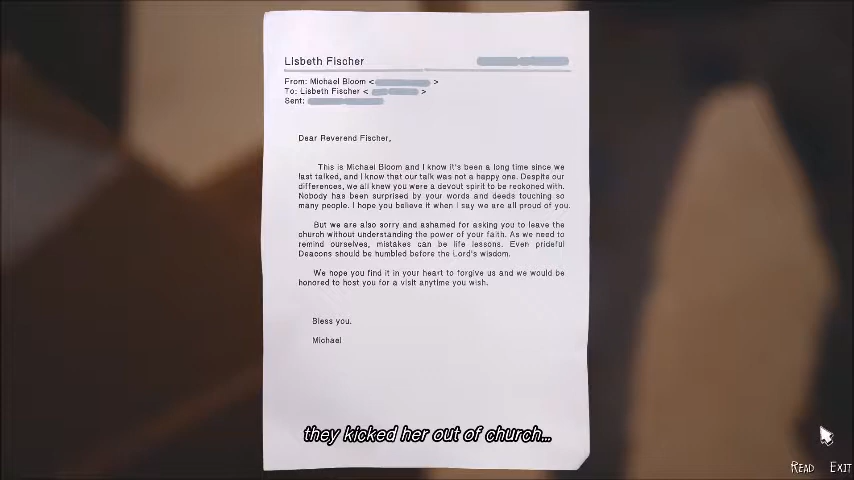 Lisbeth Fischer
From: Michael Bloom < >
To: Lisbeth Fischer < >
Sent:
Dear Reverend Fischer,
This is Michael Bloom and I know it's been a long time since we
last talked, and I know that our talk was not a happy one. Despite our
differences, we all knew you were a devout spirit to be reckoned with.
Nobody has been surprised by your words and deeds touching so
many people. I hope you believe it when I say we are all proud of you.
But we are also sorry and ashamed for asking you to leave the
church without understanding the power of your faith. As we need to
remind ourselves, mistakes can be life lessons. Even prideful
Deacons should be humbled before the Lord's wisdom.
We hope you find it in your heart to forgive us and we would be
honored to host you for a visit anytime you wish.
Bless you.
Michael
they kicked her out of church...
READ EXIT